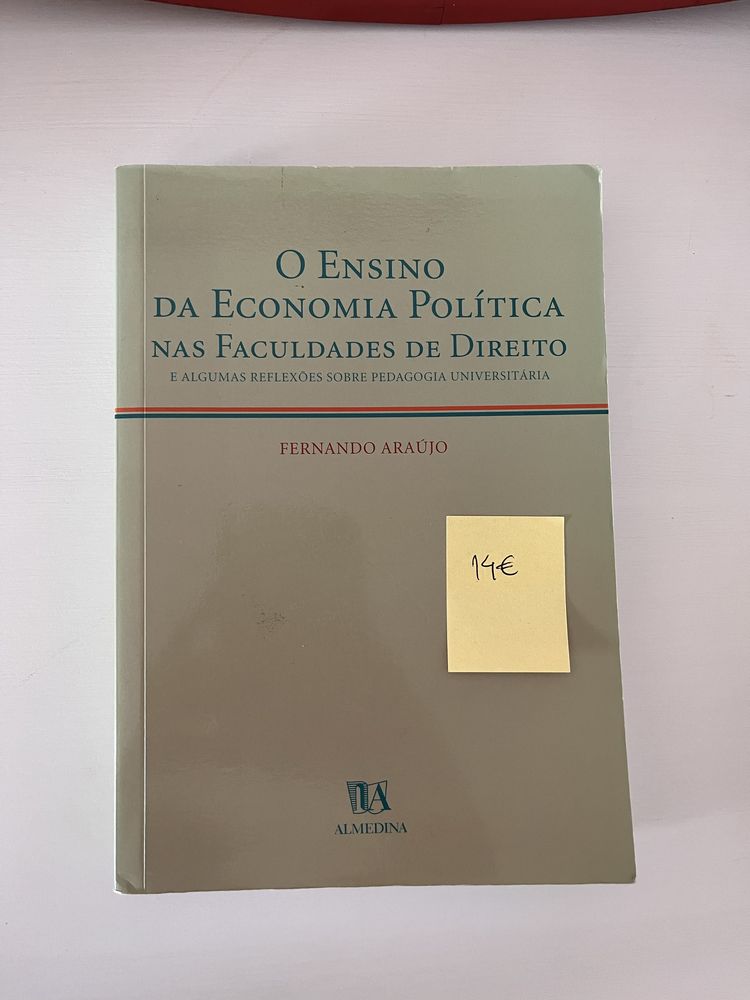 O Ensino
da Economia Política
nas Faculdades de Direito
e algumas reflexões sobre pedagogia universitária
FERNANDO ARAÚJO
14€
ALMEDINA